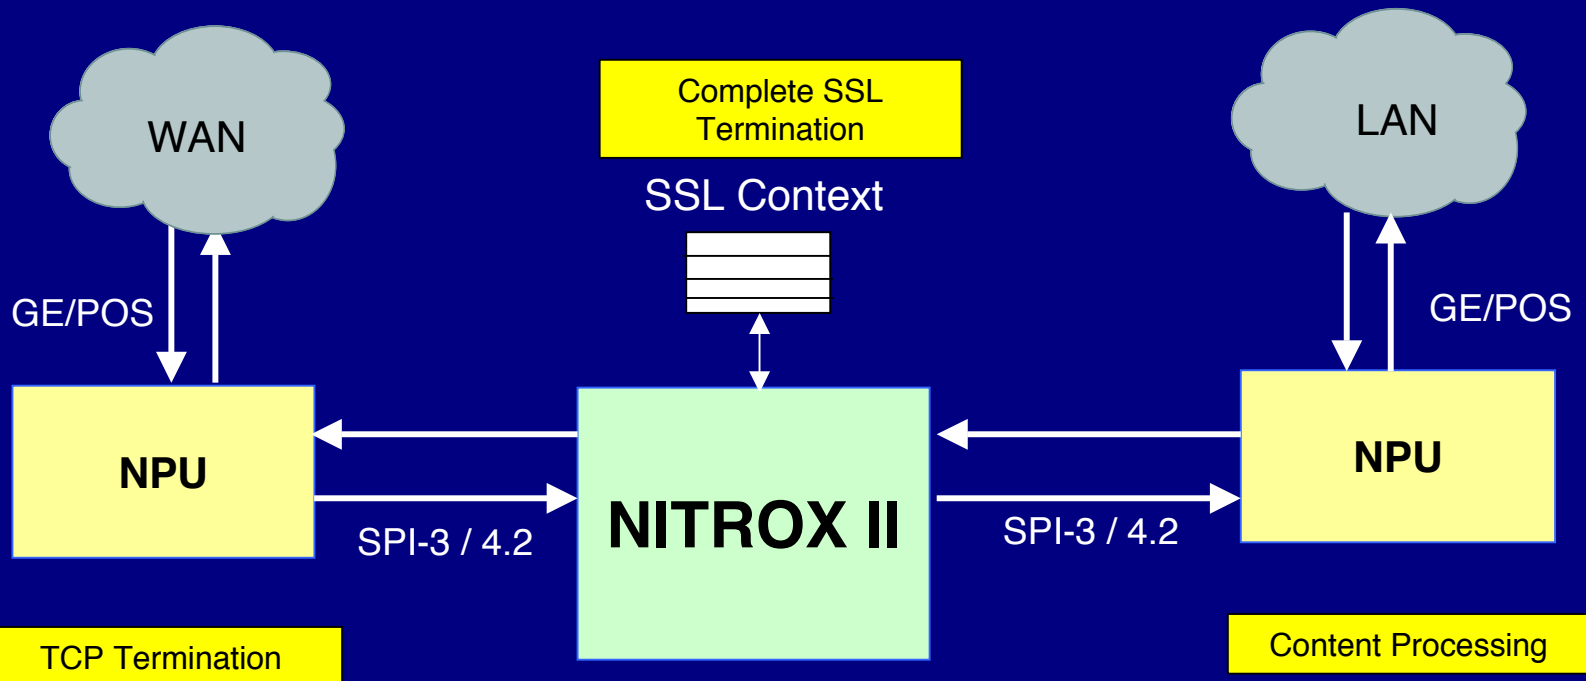 WAN
Complete SSL
Termination
LAN
SSL Context
GE/POS
GE/POS
NPU
NITROX II
NPU
SPI-3 / 4.2
SPI-3 / 4.2
TCP Termination
Content Processing